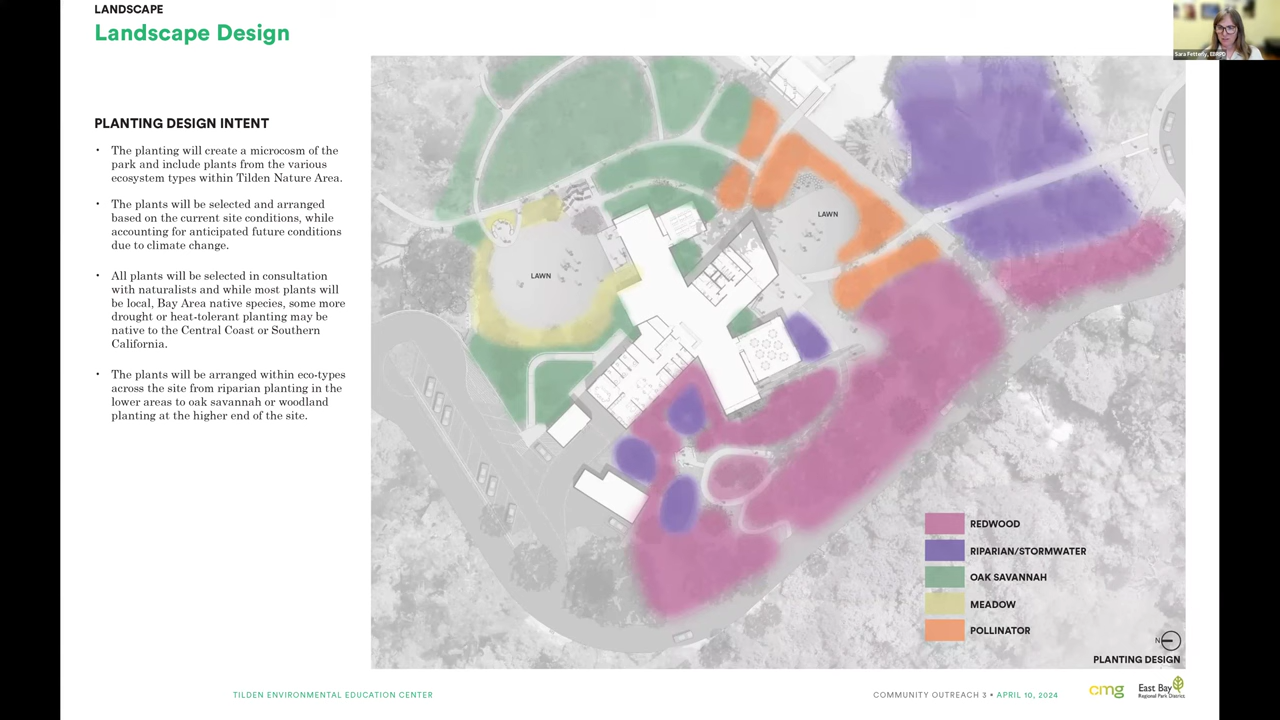 LANDSCAPE
Landscape Design
Sara Fetterly, EBRPD
PLANTING DESIGN INTENT
• The planting will create a microcosm of the
park and include plants from the various
ecosystem types within Tilden Nature Area.
• The plants will be selected and arranged
based on the current site conditions, while
accounting for anticipated future conditions
due to climate change.
• All plants will be selected in consultation
with naturalists and while most plants will
be local, Bay Area native species, some more
drought or heat-tolerant planting may be
native to the Central Coast or Southern
California.
• The plants will be arranged within eco-types
across the site from riparian planting in the
lower areas to oak savannah or woodland
planting at the higher end of the site.
LAWN
LAWN
REDWOOD
RIPARIAN/STORMWATER
OAK SAVANNAH
MEADOW
POLLINATOR
N
PLANTING DESIGN
TILDEN ENVIRONMENTAL EDUCATION CENTER
COMMUNITY OUTREACH 3 • APRIL 10, 2024
cmg
East Bay
Regional Park District